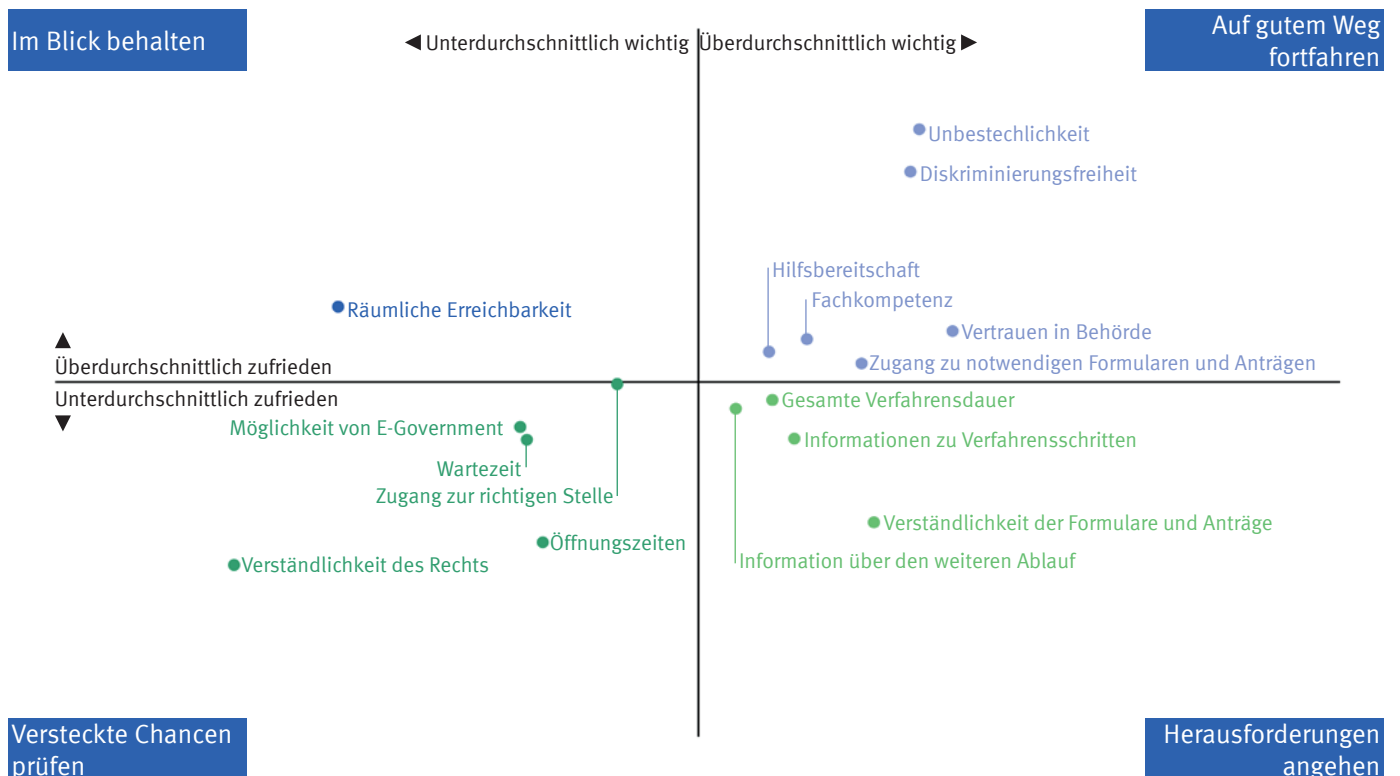 Im Blick behalten
◀ Unterdurchschnittlich wichtig
Überdurchschnittlich wichtig ▶
Auf gutem Weg
fortfahren
Unbestechlichkeit
Diskriminierungsfreiheit
Hilfsbereitschaft
Fachkompetenz
Räumliche Erreichbarkeit
Vertrauen in Behörde
▲
Überdurchschnittlich zufrieden
Zugang zu notwendigen Formularen und Anträgen
Unterdurchschnittlich zufrieden
▼
Gesamte Verfahrensdauer
Möglichkeit von E-Government
Informationen zu Verfahrensschritten
Wartezeit
Zugang zur richtigen Stelle
Verständlichkeit der Formulare und Anträge
Öffnungszeiten
Information über den weiteren Ablauf
Verständlichkeit des Rechts
Versteckte Chancen
prüfen
Herausforderungen
angehen